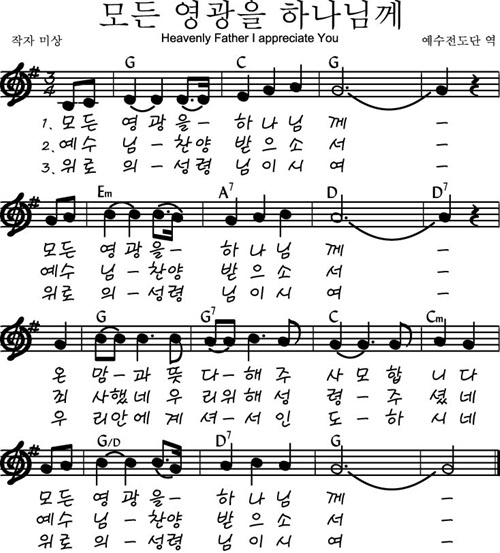 모든 영광을 하나님께
작자 미상
Heavenly Father I appreciate You
예수전도단 역
G C G
3/4
1. 모든 영 광 을– 하 나 님 께 –
2. 예수 님 – 찬양 받 으 소 서 –
3. 위로 의 – 성령 님 이 시 여 –
Em A7 D D7
모든 영 광 을– 하 나 님 께 –
예수 님 – 찬양 받 으 소 서 –
위로 의 – 성령 님 이 시 여 –
G G7 C Cm
온 맘 – 과 뜻 다 – 해 주 사 모 합 니 다
죄 사했 네 우 리위 해 성 령 – 주 셨 네
우 리안 에 계 셔 – 서 인 도 – 하 시 네
G/D D7 G
모든 영 광 을– 하 나 님 께 –
예수 님 – 찬양 받 으 소 서 –
위로 의 – 성령 님 이 시 여 –